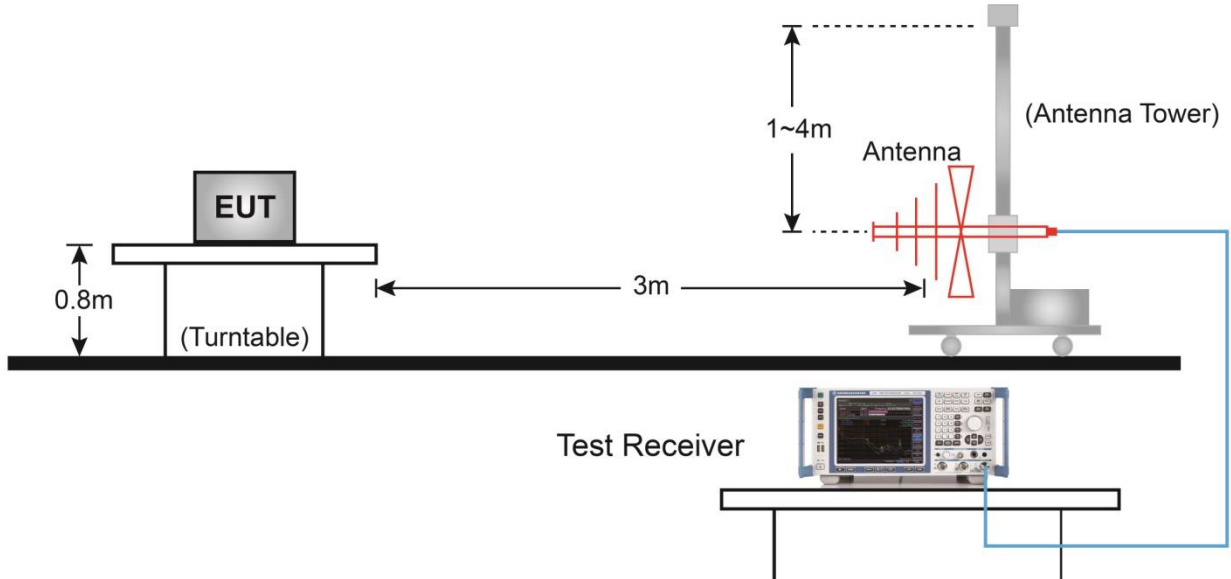 1~4m
(Antenna Tower)
Antenna
EUT
0.8m
3m
(Turntable)
Test Receiver